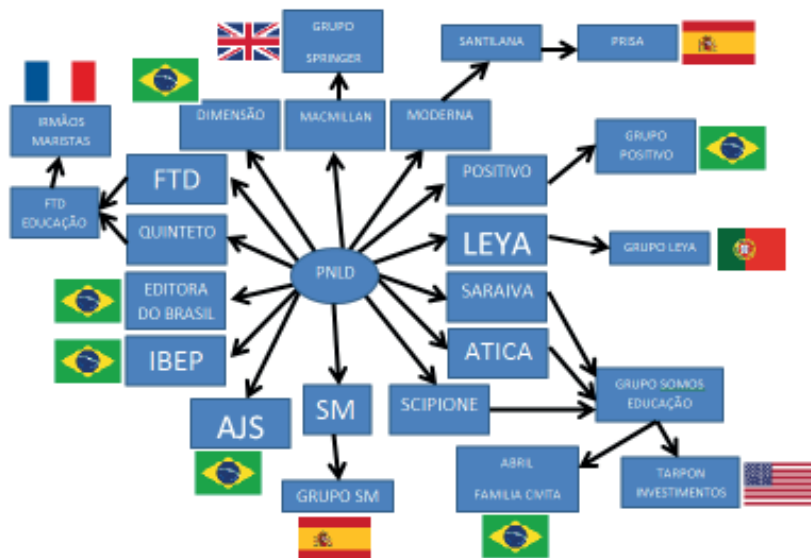 GRUPO
SPRINGER
SANTILANA
PRISA
IRMÃOS
MARISTAS
DIMENSÃO
MACMILLAN
MODERNA
GRUPO
POSITIVO
FTD
POSITIVO
FTD
EDUCAÇÃO
QUINTETO
LEYA
GRUPO LEYA
PNLD
EDITORA
DO BRASIL
SARAIVA
IBEP
ATICA
AJS
SM
SCIPIONE
GRUPO SOMOS
EDUCAÇÃO
GRUPO SM
ABRIL
FAMILIA CIVITA
TARPON
INVESTIMENTOS